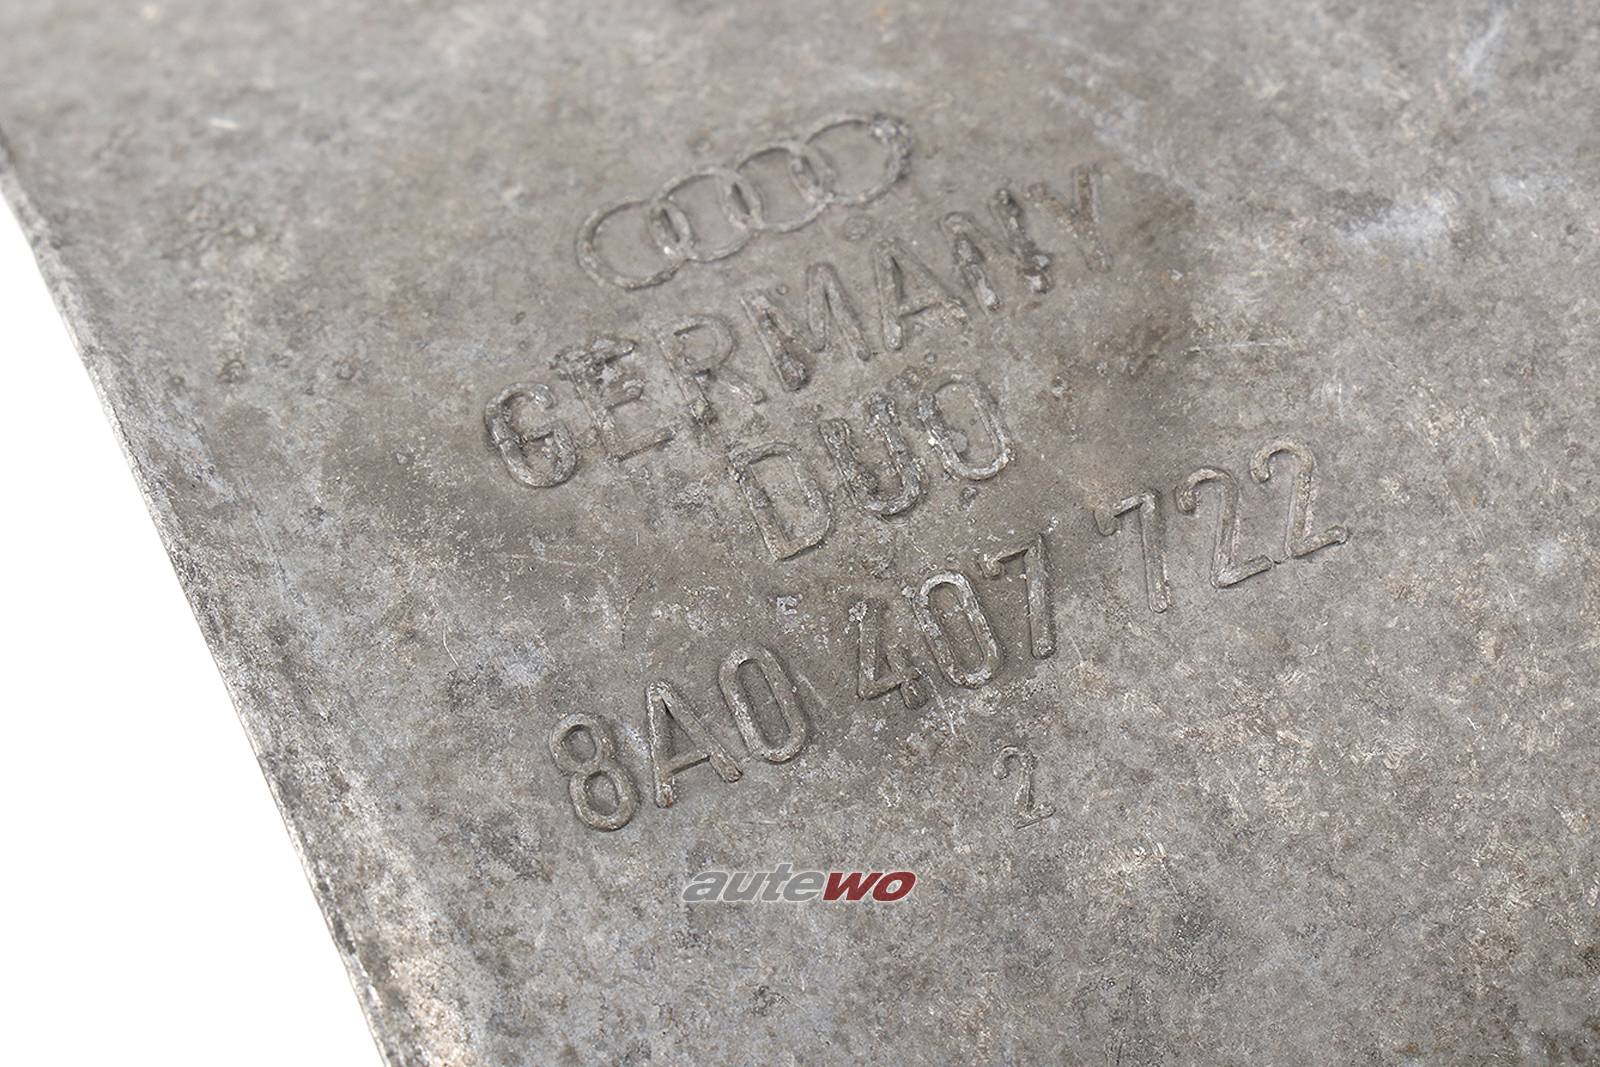 GERMANY
DUO
8A0 407 722
2
autewo